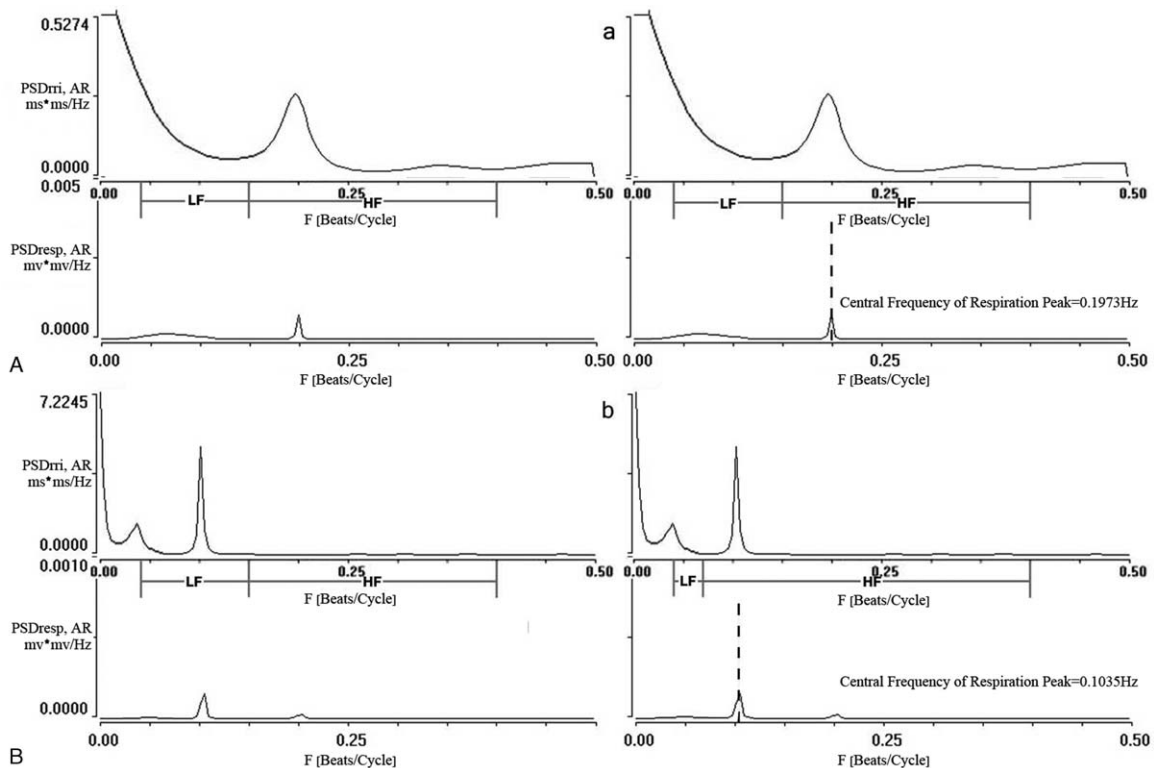 0.5274
PSDrri, AR
ms*ms/Hz
0.0000
0.005
0.00
0.25
0.50
LF
HF
F [Beats/Cycle]
PSDresp, AR
mv*mv/Hz
0.0000
0.00
0.25
0.50
F [Beats/Cycle]
A
a
0.00
0.25
0.50
LF
HF
F [Beats/Cycle]
Central Frequency of Respiration Peak=0.1973Hz
0.00
0.25
0.50
F [Beats/Cycle]
7.2245
PSDrri, AR
ms*ms/Hz
0.0000
0.0010
0.00
0.25
0.50
LF
HF
F [Beats/Cycle]
PSDresp, AR
mv*mv/Hz
0.0000
0.00
0.25
0.50
F [Beats/Cycle]
B
b
0.00
0.25
0.50
LF
HF
F [Beats/Cycle]
Central Frequency of Respiration Peak=0.1035Hz
0.00
0.25
0.50
F [Beats/Cycle]